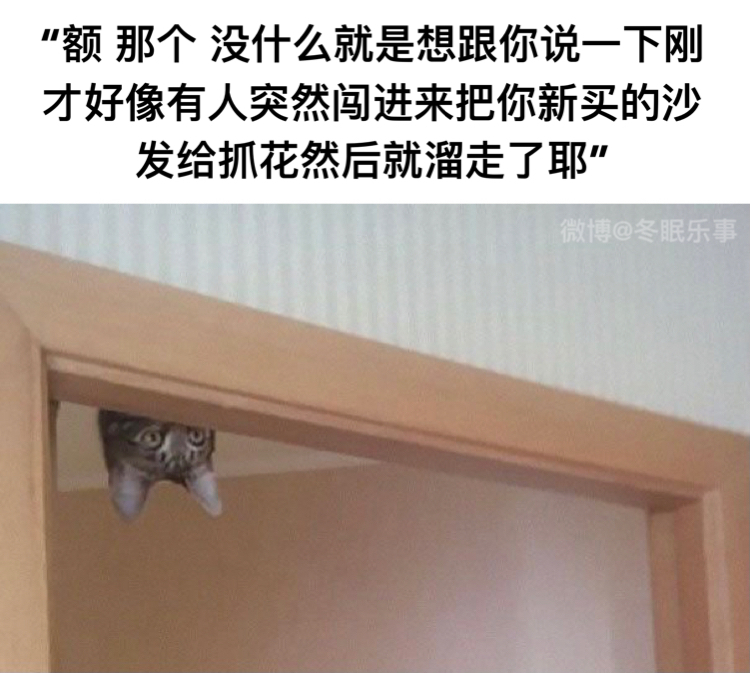 “额 那个 没什么就是想跟你说一下刚
才好像有人突然闯进来把你新买的沙
发给抓花然后就溜走了耶”
微博@冬眠乐事